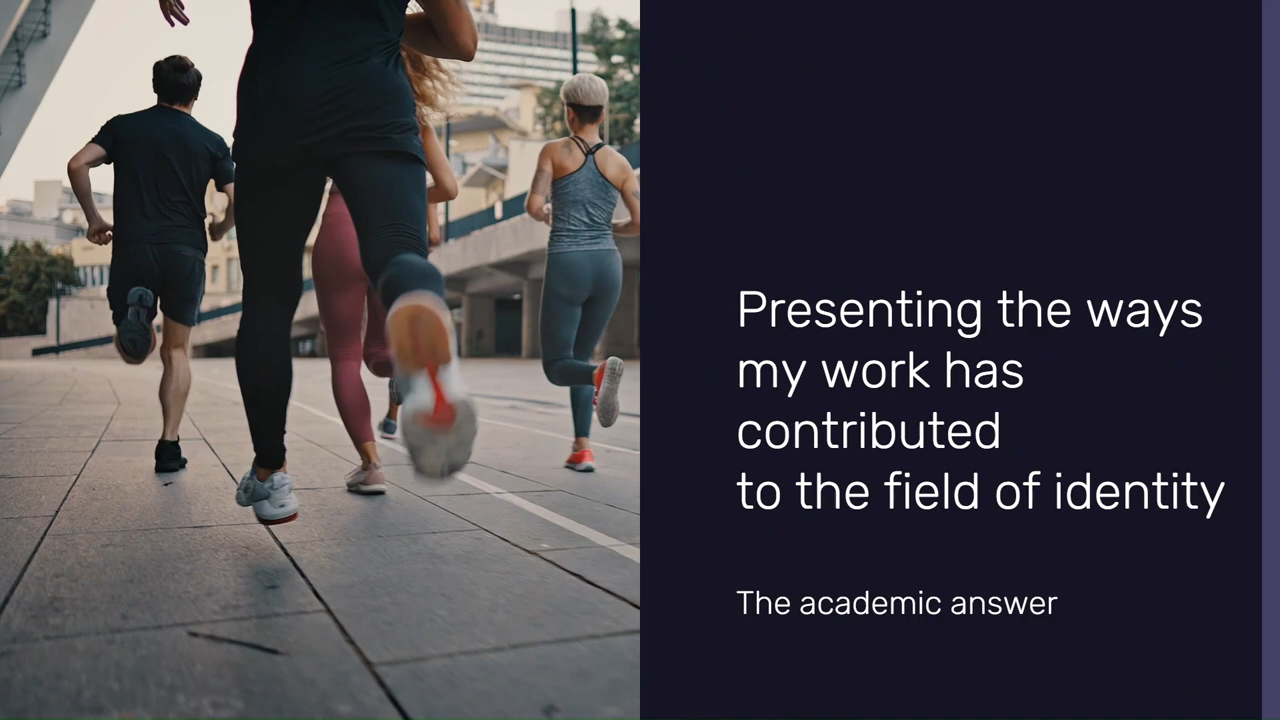 Presenting the ways
my work has
contributed
to the field of identity
The academic answer